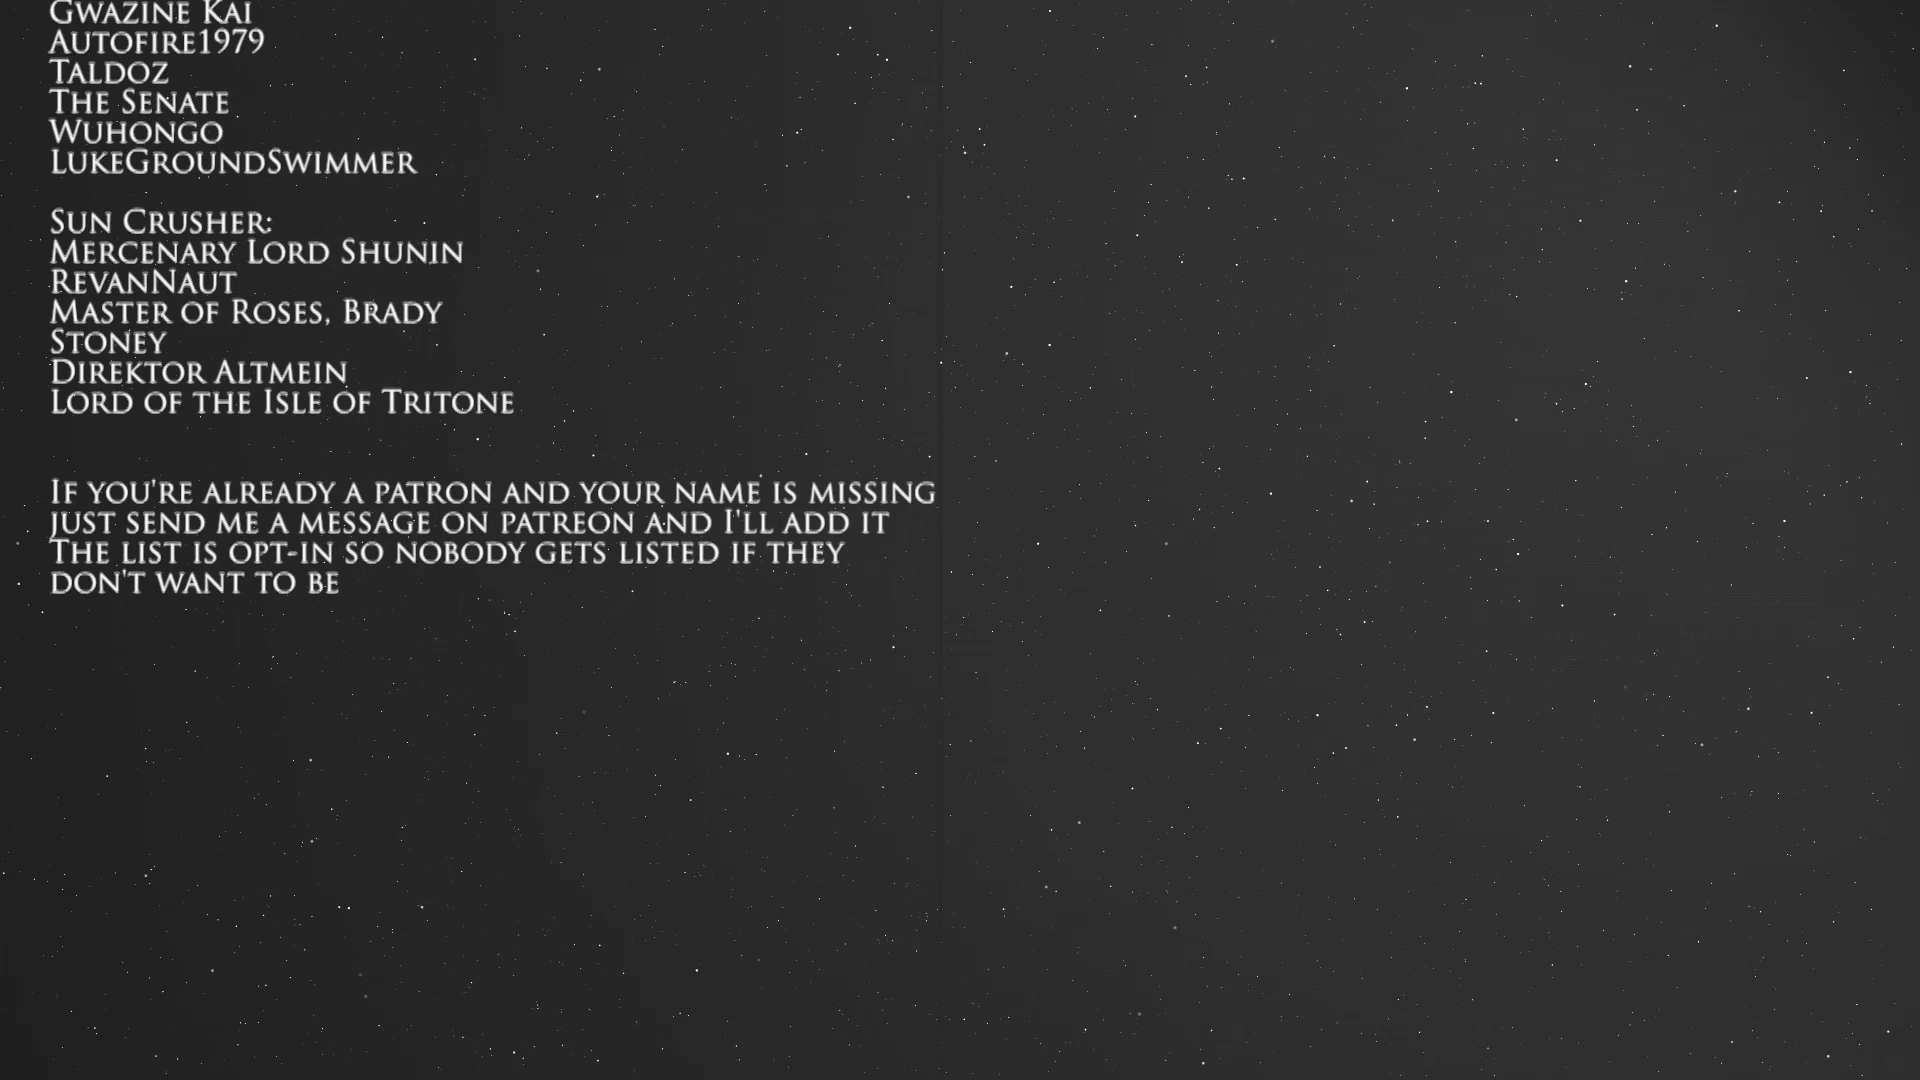 Gwazine Kai
Autofire1979
Taldoz
The Senate
Wuhongo
LukeGroundSwimmer
Sun Crusher:
Mercenary Lord Shunin
RevanNaut
Master of Roses, Brady
Stoney
Direktor Altmein
Lord of the Isle of Tritone
If you're already a patron and your name is missing
just send me a message on patreon and I'll add it
The list is opt-in so nobody gets listed if they
don't want to be